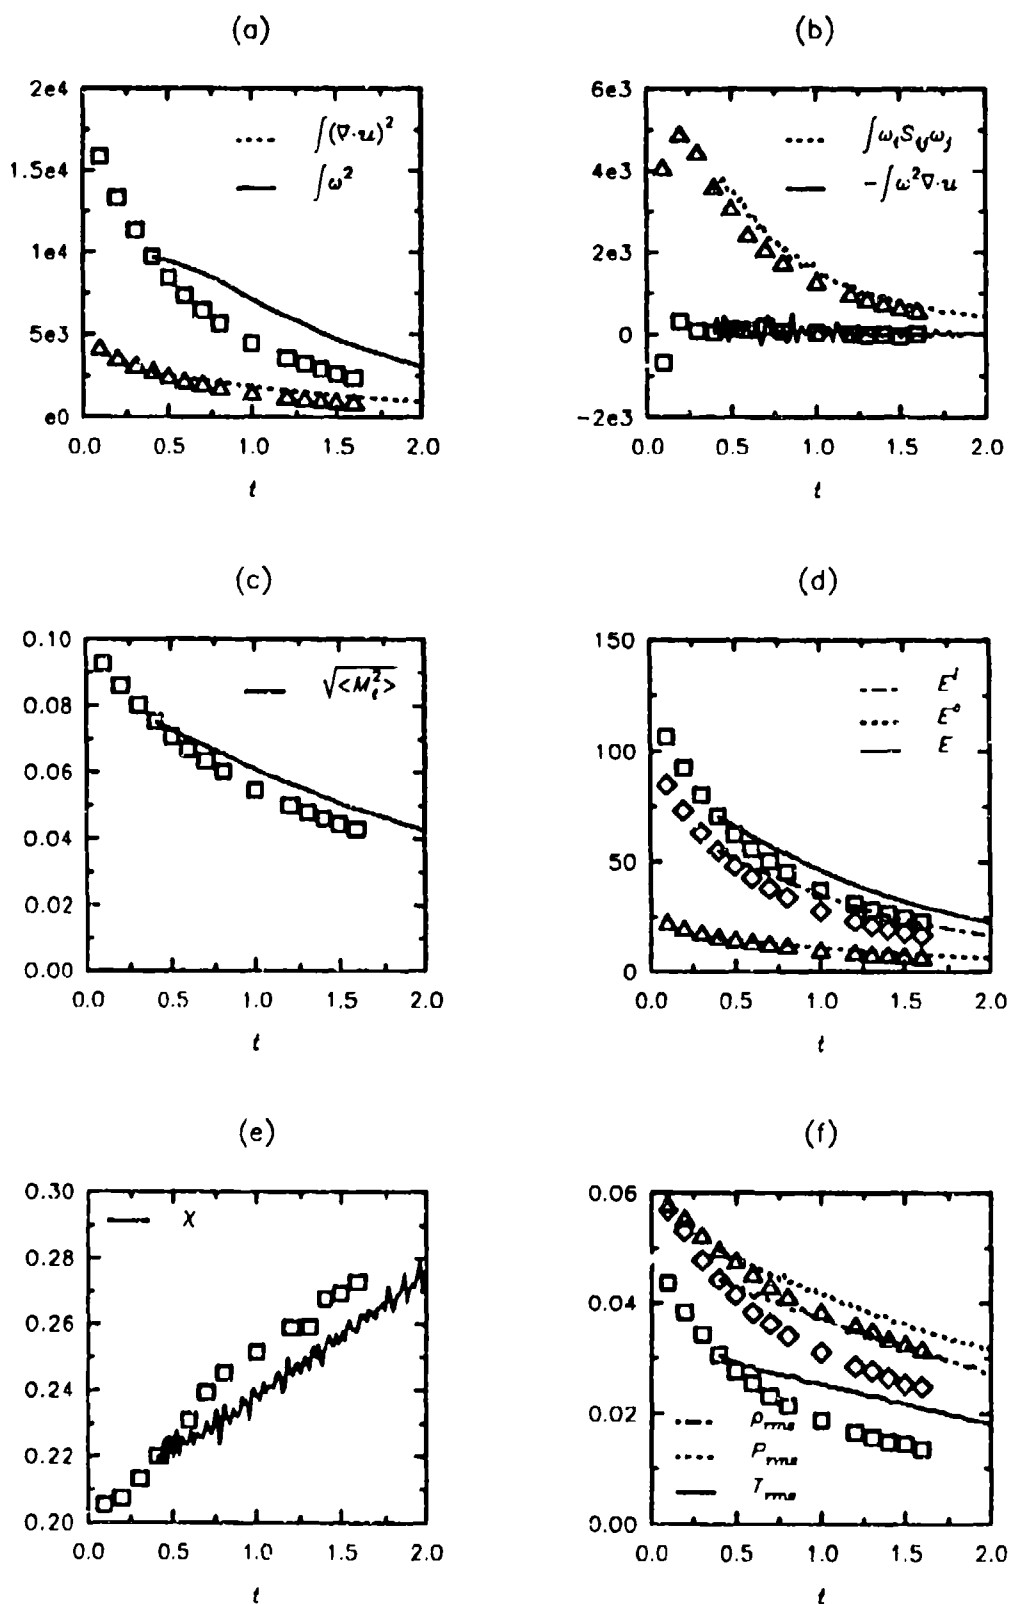 (a)
2e4
1.5e4
1e4
5e3
e0
∫(∇·u)²
∫ω²
0.0 0.5 1.0 1.5 2.0
t
(b)
6e3
4e3
2e3
0
-2e3
∫ωᵢSᵢⱼωⱼ
-∫ω²∇·u
0.0 0.5 1.0 1.5 2.0
t
(c)
0.10
0.08
0.06
0.04
0.02
0.00
√<Mₜ²>
0.0 0.5 1.0 1.5 2.0
t
(d)
150
100
50
0
E
0.0 0.5 1.0 1.5 2.0
t
(e)
0.30
0.28
0.26
0.24
0.22
0.20
χ
0.0 0.5 1.0 1.5 2.0
t
(f)
0.06
0.04
0.02
0.00
ρrms
Prms
Trms
0.0 0.5 1.0 1.5 2.0
t